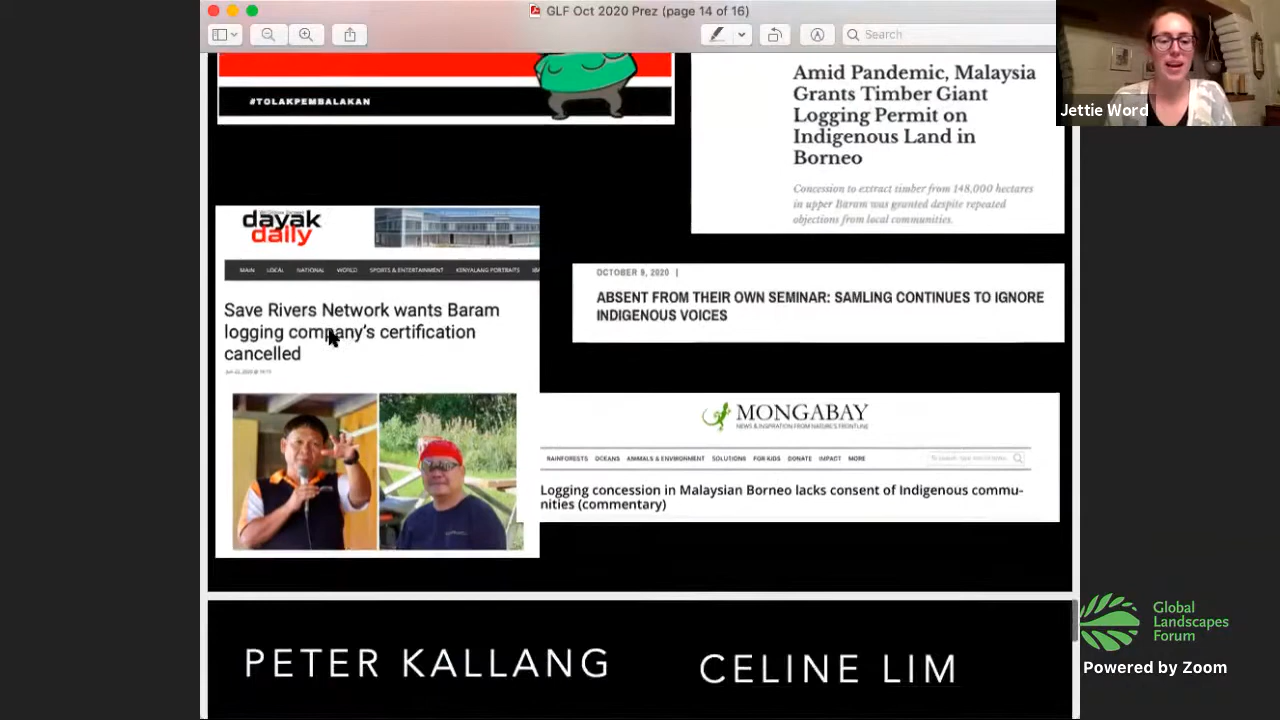 GLF Oct 2020 Prez (page 14 of 16)
Search
Jettie Word
#TOLAKPEMBALAKAN
Amid Pandemic, Malaysia
Grants Timber Giant
Logging Permit on
Indigenous Land in
Borneo
Concession to extract timber from 148,000 hectares
in upper Baram was granted despite repeated
objections from local communities.
dayak
daily
MAIN LOCAL NATIONAL WORLD SPORTS & ENTERTAINMENT KENYALANG PORTRAITS
Save Rivers Network wants Baram
logging company's certification
cancelled
OCTOBER 9, 2020 |
ABSENT FROM THEIR OWN SEMINAR: SAMLING CONTINUES TO IGNORE
INDIGENOUS VOICES
MONGABAY
NEWS & INSPIRATION FROM NATURE'S FRONTLINE
RAINFORESTS OCEANS ANIMALS & ENVIRONMENT SOLUTIONS FOR KIDS DONATE IMPACT MORE
Logging concession in Malaysian Borneo lacks consent of Indigenous commu-
nities (commentary)
PETER KALLANG
CELINE LIM
Global
Landscapes
Forum
Powered by Zoom